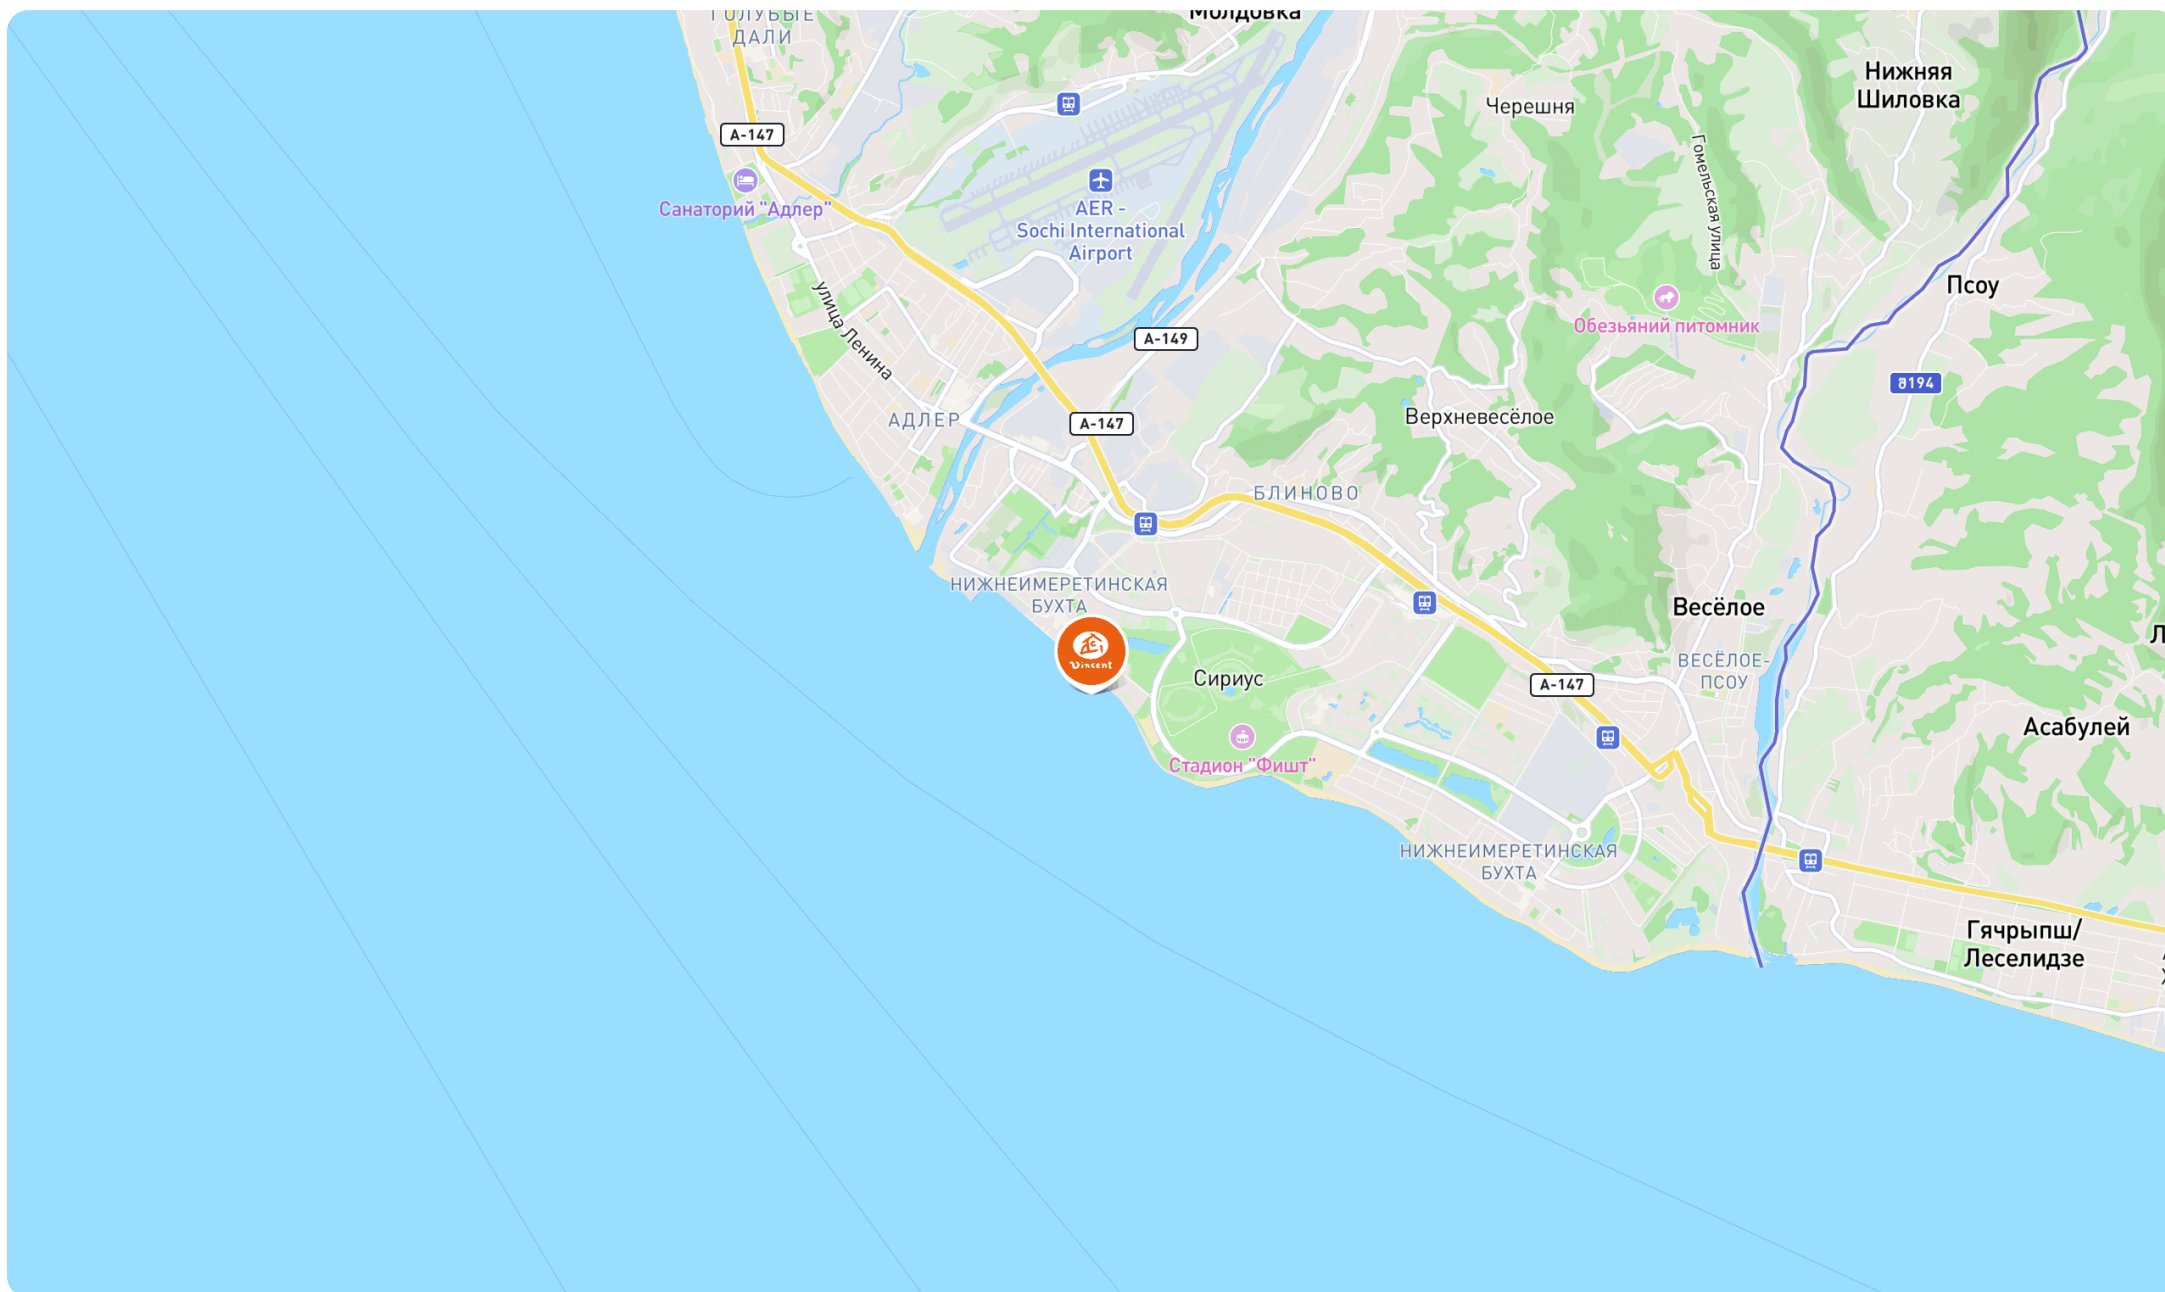 ГОЛУБЫЕ
ДАЛИ
Молдовка
Нижняя
Шиловка
Черешня
А-147
Гомельская улица
Санаторий "Адлер"
AER -
Sochi International
Airport
Псоу
улица Ленина
Обезьяний питомник
А-149
შ194
АДЛЕР
А-147
Верхневесёлое
БЛИНОВО
НИЖНЕИМЕРЕТИНСКАЯ
БУХТА
Весёлое
Vincent
Сириус
ВЕСЁЛОЕ-
ПСОУ
А-147
Асабулей
Стадион "Фишт"
НИЖНЕИМЕРЕТИНСКАЯ
БУХТА
Гячрыпш/
Леселидзе